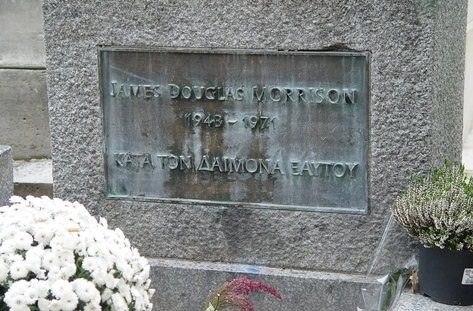 JAMES DOUGLAS MORRISON
1943 - 1971
ΚΑΤΑ ΤΟΝ ΔΑΙΜΟΝΑ ΕΑΥΤΟΥ